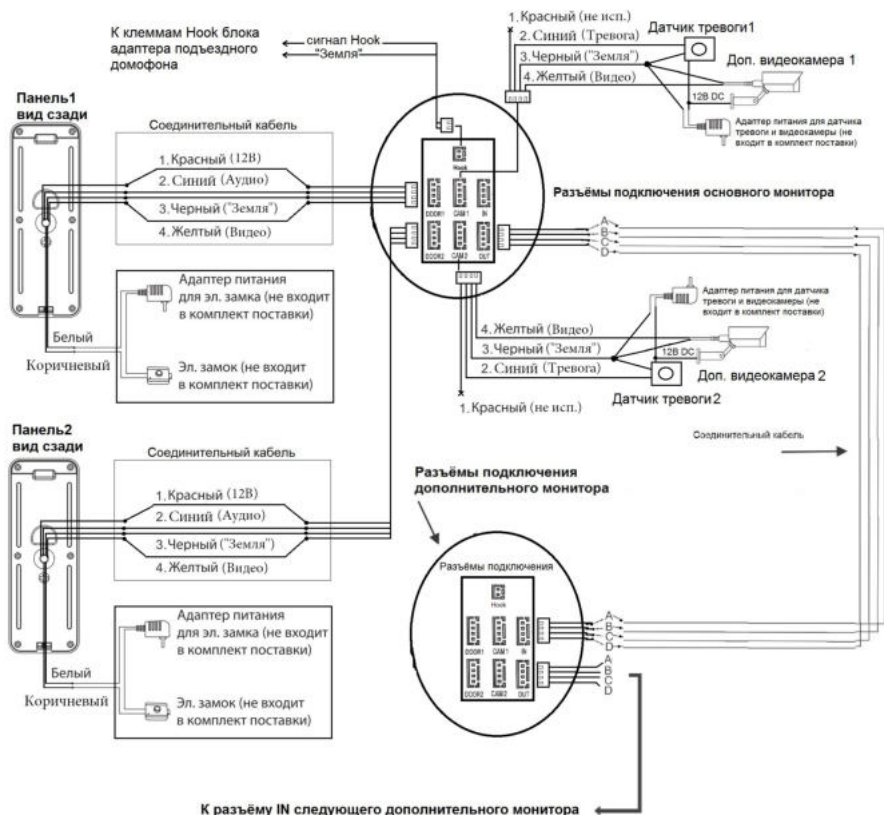 К клеммам Hook блока
адаптера подъездного
домофона
сигнал Hook
"Земля"
1. Красный (не исп.)
2. Синий (Тревога)
3. Черный ("Земля")
4. Желтый (Видео)
Датчик тревоги1
Доп. видеокамера 1
12В DC
Адаптер питания для датчика
тревоги и видеокамеры (не
входит в комплект поставки)
Панель1
вид сзади
Соединительный кабель
1. Красный (12В)
2. Синий (Аудио)
3. Черный ("Земля")
4. Желтый (Видео)
Hook
DOOR1 CAM1 IN
DOOR2 CAM2 OUT
Разъёмы подключения основного монитора
A
B
C
D
A
B
C
D
Адаптер питания
для эл. замка (не входит
в комплект поставки)
Белый
Коричневый
Эл. замок (не входит
в комплект поставки)
Адаптер питания для датчика
тревоги и видеокамеры (не
входит в комплект поставки)
4. Желтый (Видео)
3. Черный ("Земля")
2. Синий (Тревога)
1. Красный (не исп.)
12В DC
Доп. видеокамера 2
Датчик тревоги2
Соединительный кабель
Панель2
вид сзади
Соединительный кабель
1. Красный (12В)
2. Синий (Аудио)
3. Черный ("Земля")
4. Желтый (Видео)
Разъёмы подключения
дополнительного монитора
Разъёмы подключения
Hook
DOOR1 CAM1 IN
DOOR2 CAM2 OUT
A
B
C
D
A
B
C
D
Адаптер питания
для эл. замка (не входит
в комплект поставки)
Белый
Коричневый
Эл. замок (не входит
в комплект поставки)
К разъёму IN следующего дополнительного монитора